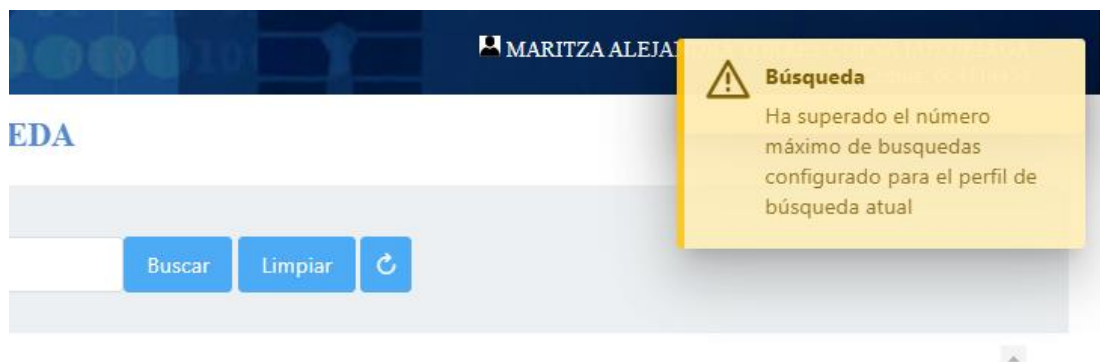 MARITZA ALEJA
Búsqueda
Ha superado el número
máximo de busquedas
configurado para el perfil de
búsqueda atual
EDA
Buscar Limpiar